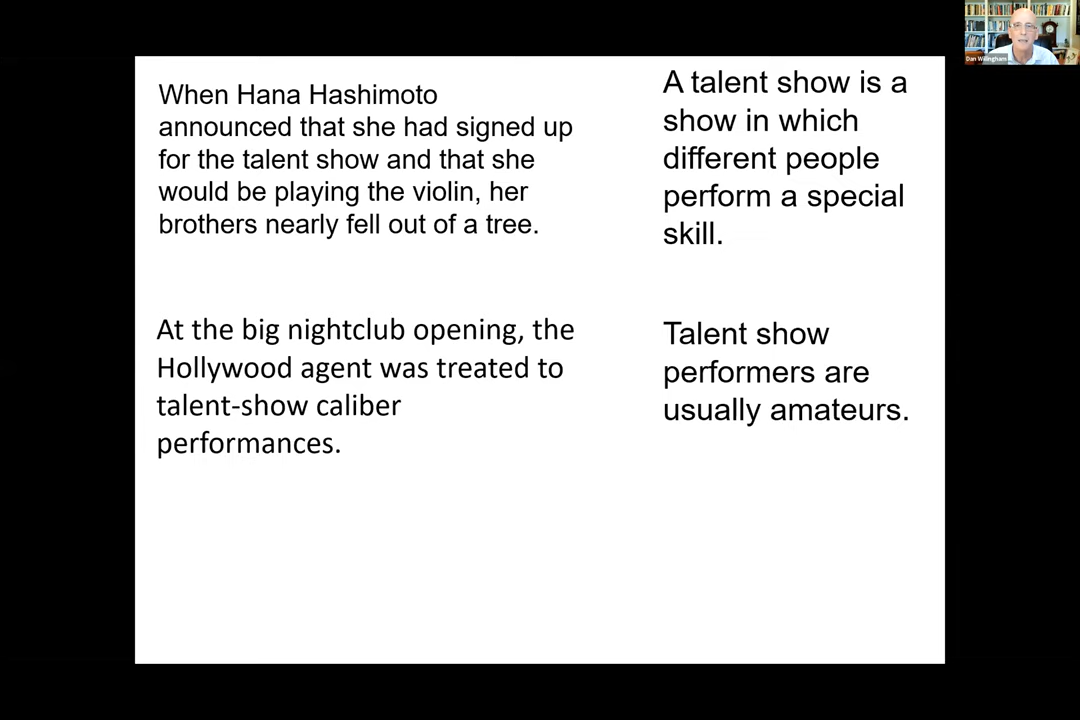 When Hana Hashimoto
announced that she had signed up
for the talent show and that she
would be playing the violin, her
brothers nearly fell out of a tree.
A talent show is a
show in which
different people
perform a special
skill.
At the big nightclub opening, the
Hollywood agent was treated to
talent-show caliber
performances.
Talent show
performers are
usually amateurs.
Dan Willingham